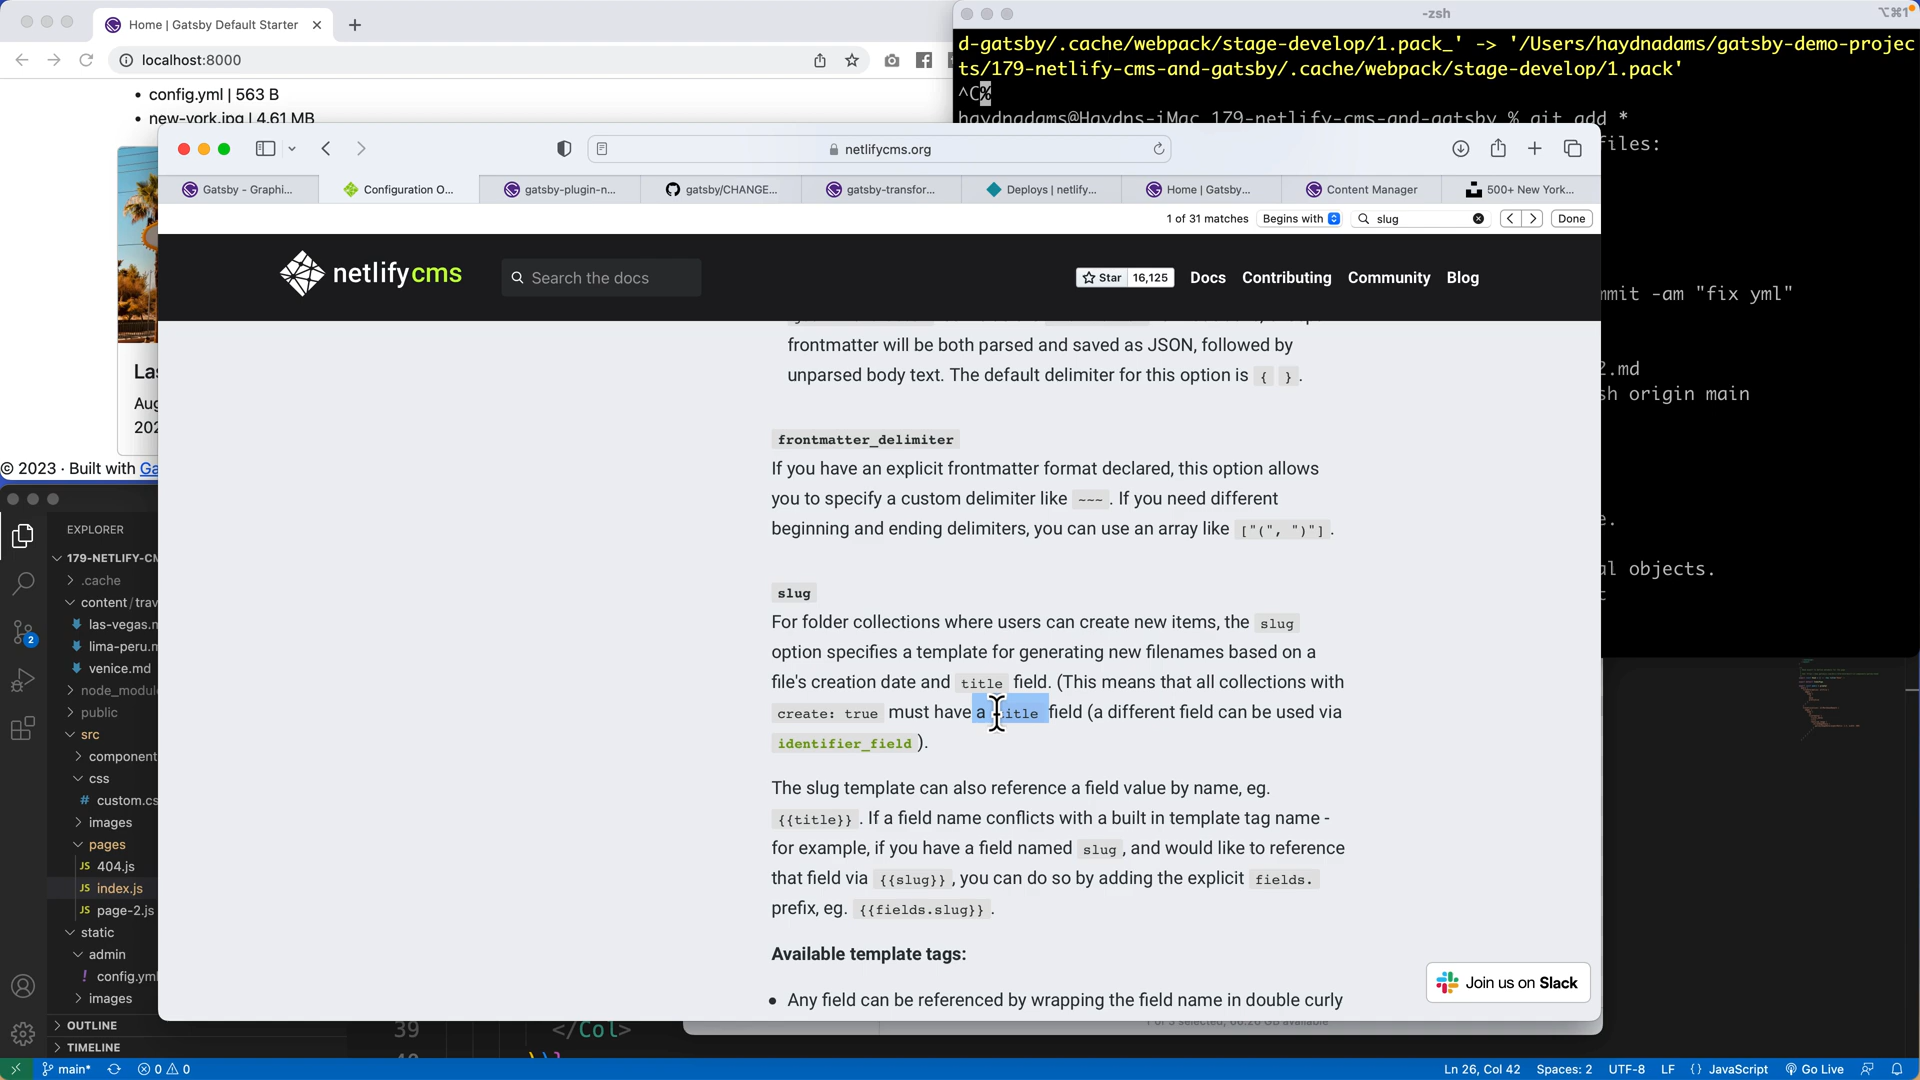 Home | Gatsby Default Starter
localhost:8000
config.yml | 563 B
new-york.jpg | 4.61 MB
Las
Aug
202
© 2023 · Built with Ga
-zsh
⌥⌘1
d-gatsby/.cache/webpack/stage-develop/1.pack_' -> '/Users/haydnadams/gatsby-demo-projec
ts/179-netlify-cms-and-gatsby/.cache/webpack/stage-develop/1.pack'
^C%
haydnadams@Haydns-iMac 179-netlify-cms-and-gatsby % git add *
files:
mmit -am "fix yml"
2.md
sh origin main
e.
al objects.
netlifycms.org
Gatsby - Graphi...
Configuration O...
gatsby-plugin-n...
gatsby/CHANGE...
gatsby-transfor...
Deploys | netlify...
Home | Gatsby...
Content Manager
500+ New York...
1 of 31 matches
Begins with
slug
Done
netlifycms
Search the docs
Star 16,125
Docs Contributing Community Blog
frontmatter will be both parsed and saved as JSON, followed by
unparsed body text. The default delimiter for this option is { } .
frontmatter_delimiter
If you have an explicit frontmatter format declared, this option allows
you to specify a custom delimiter like ~~~ . If you need different
beginning and ending delimiters, you can use an array like ["(", ")"] .
slug
For folder collections where users can create new items, the slug
option specifies a template for generating new filenames based on a
file's creation date and title field. (This means that all collections with
create: true must have a title field (a different field can be used via
identifier_field ).
The slug template can also reference a field value by name, eg.
{{title}} . If a field name conflicts with a built in template tag name -
for example, if you have a field named slug , and would like to reference
that field via {{slug}} , you can do so by adding the explicit fields.
prefix, eg. {{fields.slug}} .
Available template tags:
Any field can be referenced by wrapping the field name in double curly
Join us on Slack
EXPLORER
179-NETLIFY-CM
.cache
content/trav
las-vegas.m
lima-peru.m
venice.md
node_module
public
src
component
css
# custom.cs
images
pages
JS 404.js
JS index.js
JS page-2.js
static
admin
! config.yml
images
OUTLINE
TIMELINE
2
39 </Col>
main*
0 0
Ln 26, Col 42
Spaces: 2
UTF-8
LF
{} JavaScript
Go Live